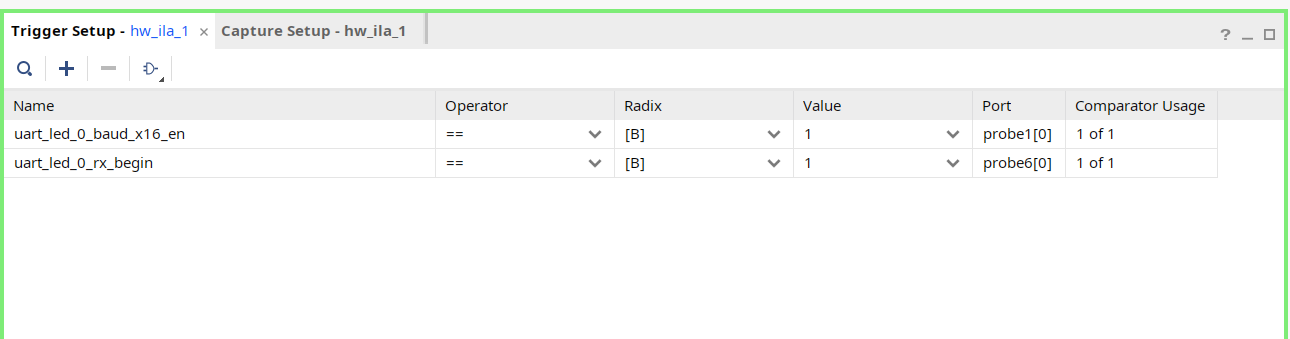 Trigger Setup - hw_ila_1 × Capture Setup - hw_ila_1 ?
Name Operator Radix Value Port Comparator Usage
uart_led_0_baud_x16_en == [B] 1 probe1[0] 1 of 1
uart_led_0_rx_begin == [B] 1 probe6[0] 1 of 1